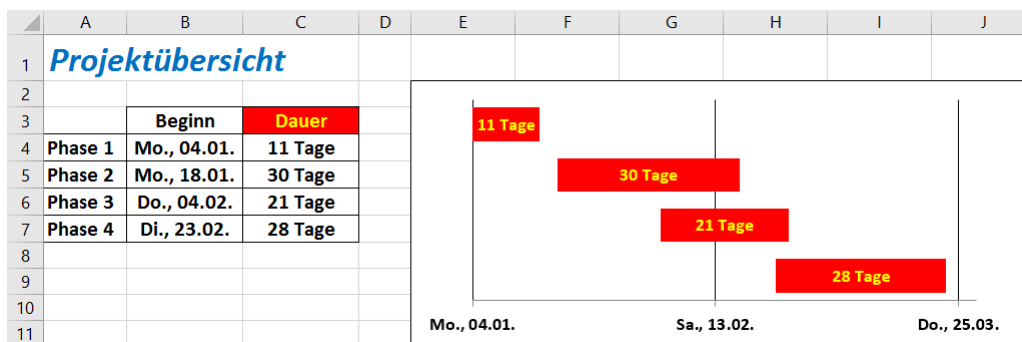 A B C D E F G H I J
1 Projektübersicht
2
3 Beginn Dauer
4 Phase 1 Mo., 04.01. 11 Tage
5 Phase 2 Mo., 18.01. 30 Tage
6 Phase 3 Do., 04.02. 21 Tage
7 Phase 4 Di., 23.02. 28 Tage
8
9
10
11
11 Tage
30 Tage
21 Tage
28 Tage
Mo., 04.01. Sa., 13.02. Do., 25.03.